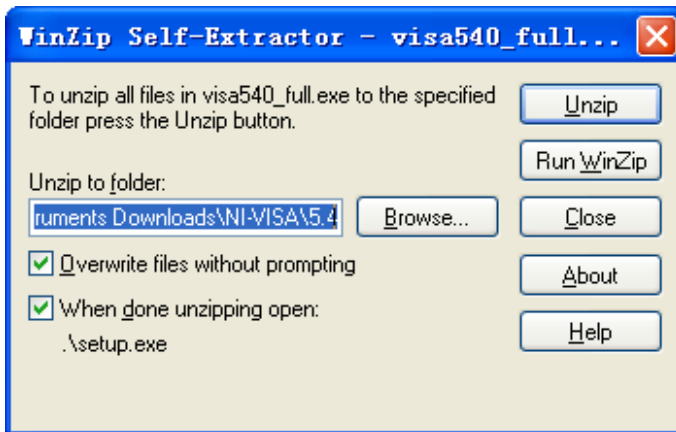 WinZip Self-Extractor - visa540_full...
To unzip all files in visa540_full.exe to the specified
folder press the Unzip button.
Unzip
Run WinZip
Unzip to folder:
ruments Downloads\NI-VISA\5.4
Browse...
Close
Overwrite files without prompting
About
When done unzipping open:
.\setup.exe
Help